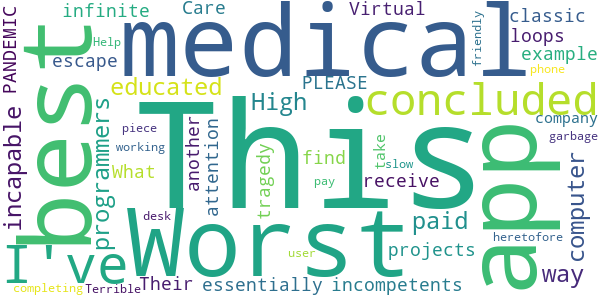 infinite
Care
Virtual
friendly
classic
PANDEMIC
Help
medical
loops
escape
example
best
educated
PLEASE
phone
High
concluded
incapable
programmers
This
app
company
piece
another
attention
garbage
working
tragedy
find
take
slow
What
receive
computer
pay
I've
desk
Worst
paid
heretofore
user
projects
way
completing
Terrible
Their
essentially
incompetents